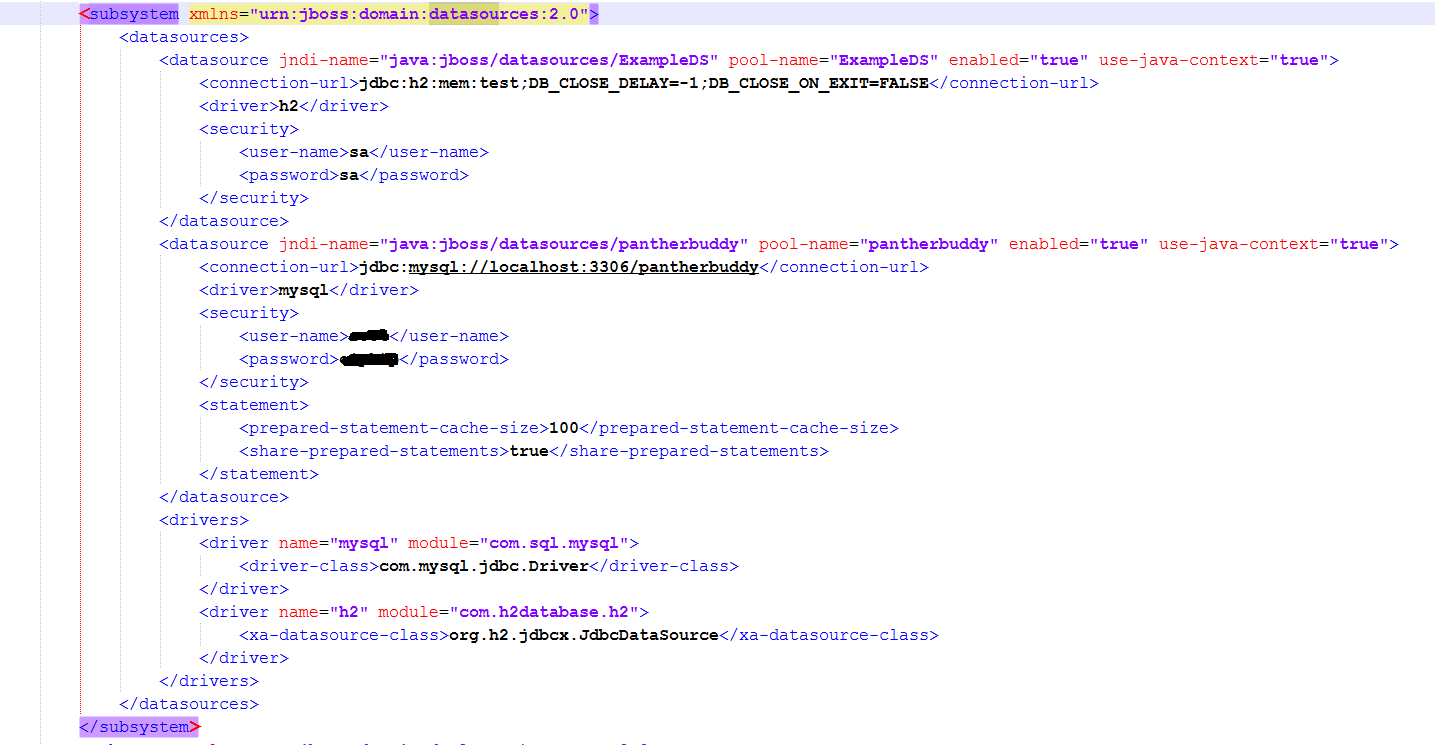 <subsystem xmlns="urn:jboss:domain:datasources:2.0">
<datasources>
<datasource jndi-name="java:jboss/datasources/ExampleDS" pool-name="ExampleDS" enabled="true" use-java-context="true">
<connection-url>jdbc:h2:mem:test;DB_CLOSE_DELAY=-1;DB_CLOSE_ON_EXIT=FALSE</connection-url>
<driver>h2</driver>
<security>
<user-name>sa</user-name>
<password>sa</password>
</security>
</datasource>
<datasource jndi-name="java:jboss/datasources/pantherbuddy" pool-name="pantherbuddy" enabled="true" use-java-context="true">
<connection-url>jdbc:mysql://localhost:3306/pantherbuddy</connection-url>
<driver>mysql</driver>
<security>
<user-name></user-name>
<password></password>
</security>
<statement>
<prepared-statement-cache-size>100</prepared-statement-cache-size>
<share-prepared-statements>true</share-prepared-statements>
</statement>
</datasource>
<drivers>
<driver name="mysql" module="com.sql.mysql">
<driver-class>com.mysql.jdbc.Driver</driver-class>
</driver>
<driver name="h2" module="com.h2database.h2">
<xa-datasource-class>org.h2.jdbcx.JdbcDataSource</xa-datasource-class>
</driver>
</drivers>
</datasources>
</subsystem>